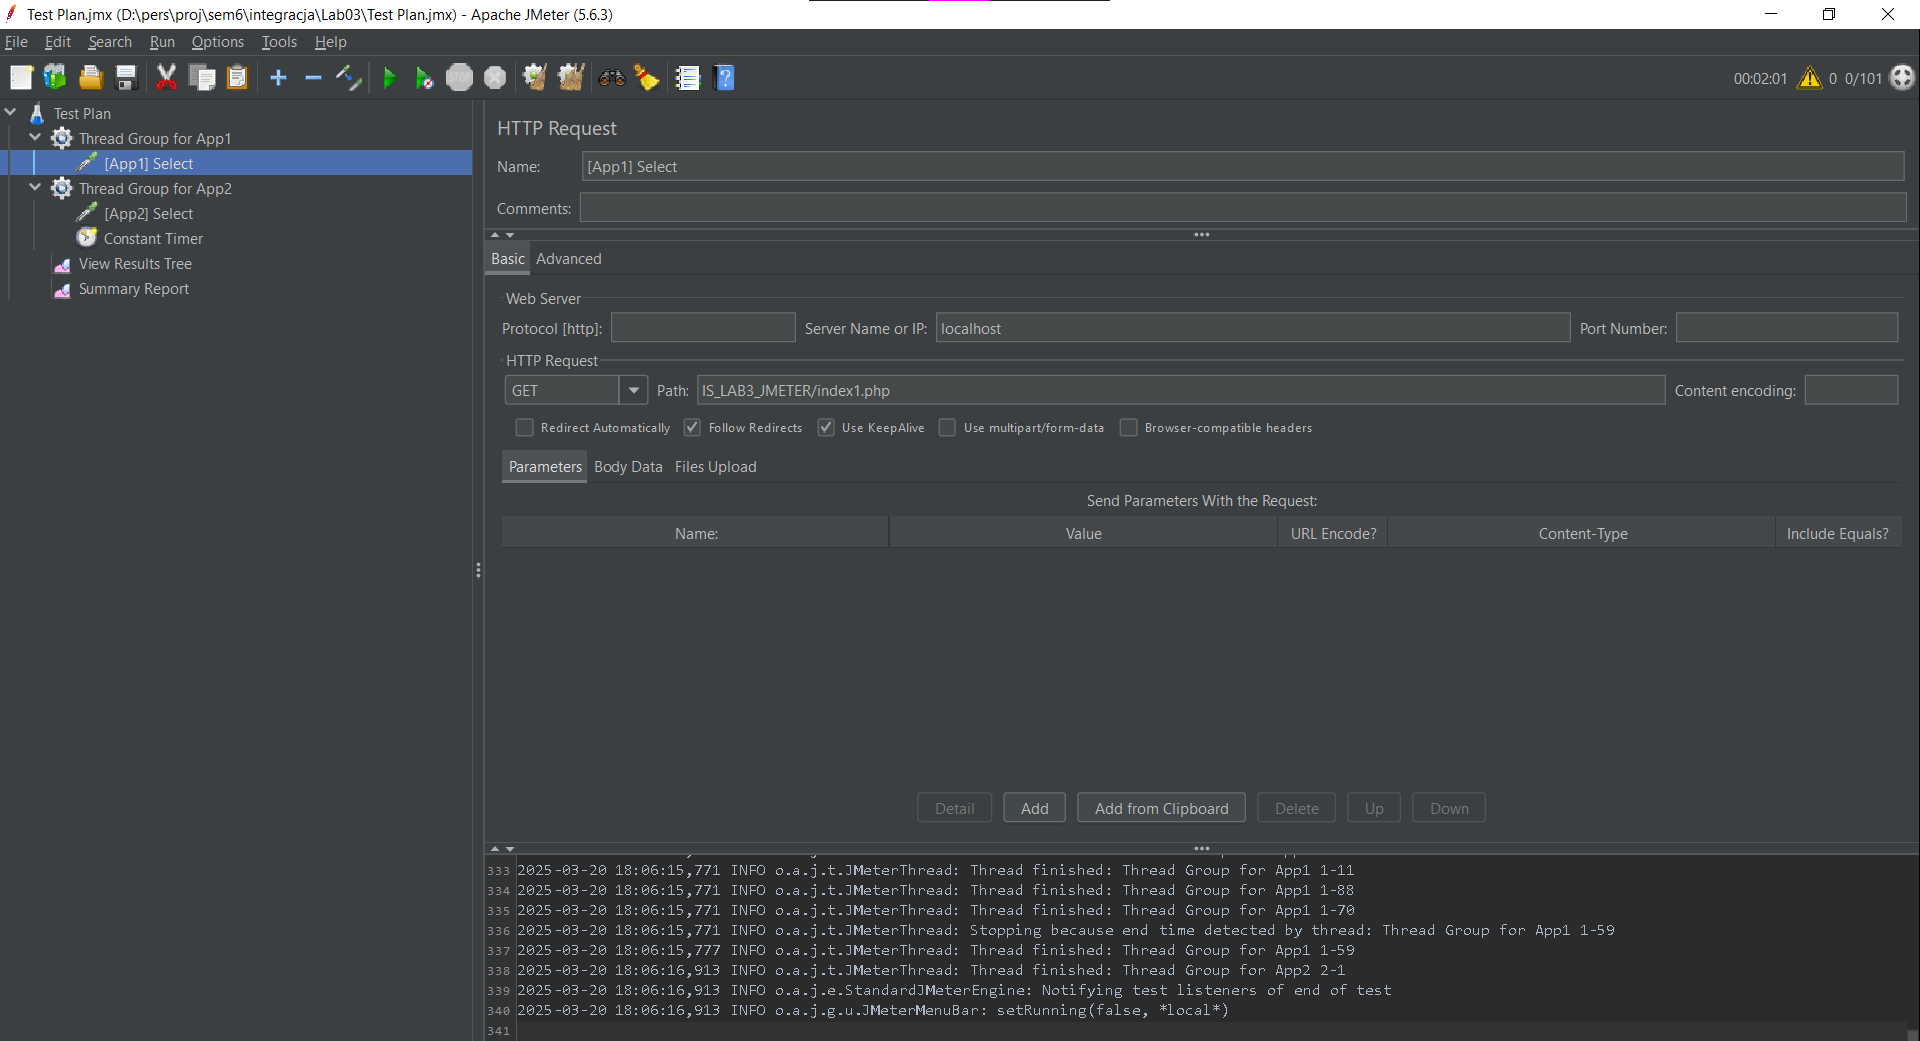 Test Plan.jmx (D:\pers\proj\sem6\integracja\Lab03\Test Plan.jmx) - Apache JMeter (5.6.3)
File Edit Search Run Options Tools Help
STOP
00:02:01 0 0/101
Test Plan
Thread Group for App1
[App1] Select
Thread Group for App2
[App2] Select
Constant Timer
View Results Tree
Summary Report
HTTP Request
Name: [App1] Select
Comments:
Basic Advanced
Web Server
Protocol [http]: Server Name or IP: localhost Port Number:
HTTP Request
GET Path: IS_LAB3_JMETER/index1.php Content encoding:
Redirect Automatically Follow Redirects Use KeepAlive Use multipart/form-data Browser-compatible headers
Parameters Body Data Files Upload
Send Parameters With the Request:
Name: Value URL Encode? Content-Type Include Equals?
Detail Add Add from Clipboard Delete Up Down
333 2025-03-20 18:06:15,771 INFO o.a.j.t.JMeterThread: Thread finished: Thread Group for App1 1-11
334 2025-03-20 18:06:15,771 INFO o.a.j.t.JMeterThread: Thread finished: Thread Group for App1 1-88
335 2025-03-20 18:06:15,771 INFO o.a.j.t.JMeterThread: Thread finished: Thread Group for App1 1-70
336 2025-03-20 18:06:15,771 INFO o.a.j.t.JMeterThread: Stopping because end time detected by thread: Thread Group for App1 1-59
337 2025-03-20 18:06:15,777 INFO o.a.j.t.JMeterThread: Thread finished: Thread Group for App1 1-59
338 2025-03-20 18:06:16,913 INFO o.a.j.t.JMeterThread: Thread finished: Thread Group for App2 2-1
339 2025-03-20 18:06:16,913 INFO o.a.j.e.StandardJMeterEngine: Notifying test listeners of end of test
340 2025-03-20 18:06:16,913 INFO o.a.j.g.u.JMeterMenuBar: setRunning(false, *local*)
341